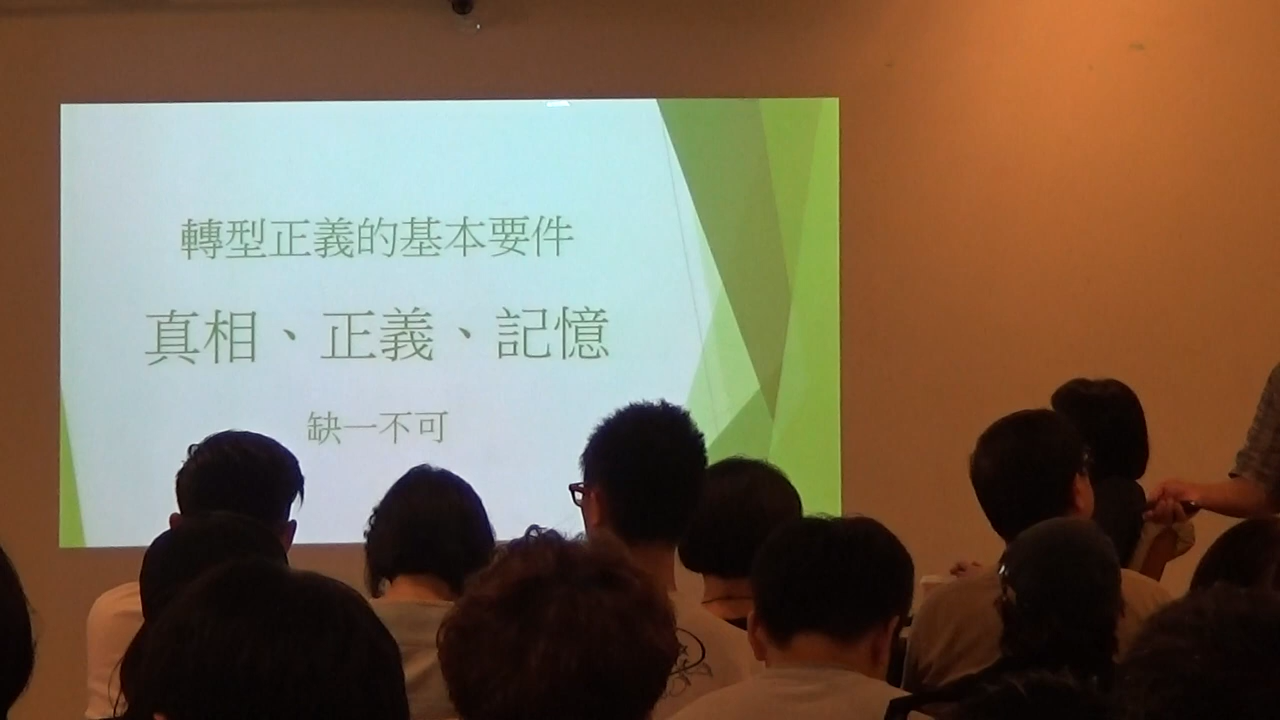 轉型正義的基本要件
真相、正義、記憶
缺一不可